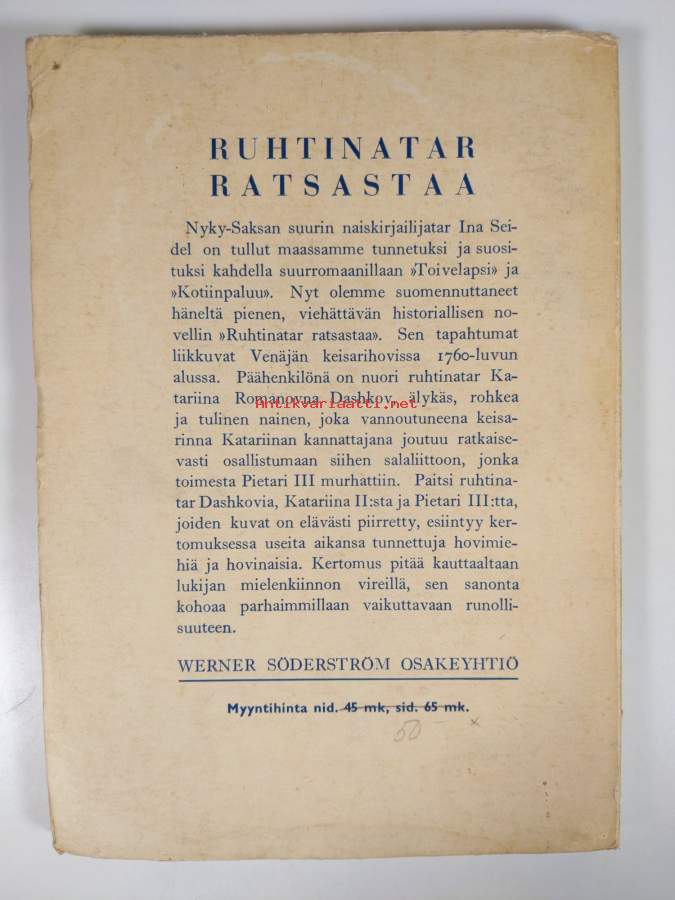 RUHTINATAR
RATSASTAA
Nyky-Saksan suurin naiskirjailijatar Ina Sei-
del on tullut maassamme tunnetuksi ja suosi-
tuksi kahdella suurromaanillaan »Toivelapsi» ja
»Kotiinpaluu». Nyt olemme suomennuttaneet
häneltä pienen, viehättävän historiallisen no-
vellin »Ruhtinatar ratsastaa». Sen tapahtumat
liikkuvat Venäjän keisarihovissa 1760-luvun
alussa. Päähenkilönä on nuori ruhtinatar Ka-
tariina Romanovna Dashkov, älykäs, rohkea
Antikvariaatti.net
ja tulinen nainen, joka vannoutuneena keisa-
rinna Katariinan kannattajana joutuu ratkaise-
vasti osallistumaan siihen salaliittoon, jonka
toimesta Pietari III murhattiin. Paitsi ruhtina-
tar Dashkovia, Katariina II:sta ja Pietari III:tta,
joiden kuvat on elävästi piirretty, esiintyy ker-
tomuksessa useita aikansa tunnettuja hovimie-
hiä ja hovinaisia. Kertomus pitää kauttaaltaan
lukijan mielenkiinnon vireillä, sen sanonta
kohoaa parhaimmillaan vaikuttavaan runolli-
suuteen.
WERNER SÖDERSTRÖM OSAKEYHTIÖ
Myyntihinta nid. 45 mk, sid. 65 mk.
50 - x